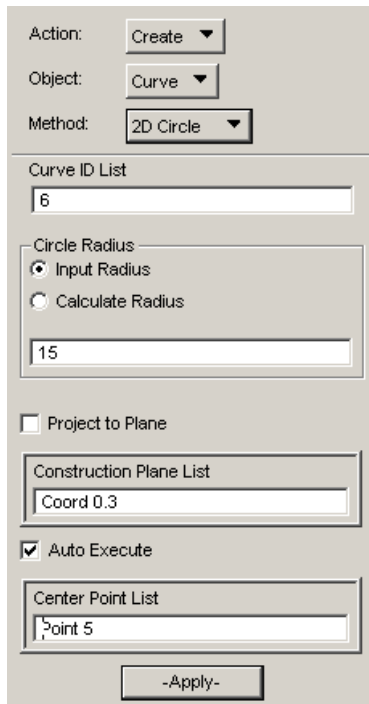 Action: Create
Object: Curve
Method: 2D Circle
Curve ID List
6
Circle Radius
Input Radius
Calculate Radius
15
Project to Plane
Construction Plane List
Coord 0.3
Auto Execute
Center Point List
Point 5
-Apply-